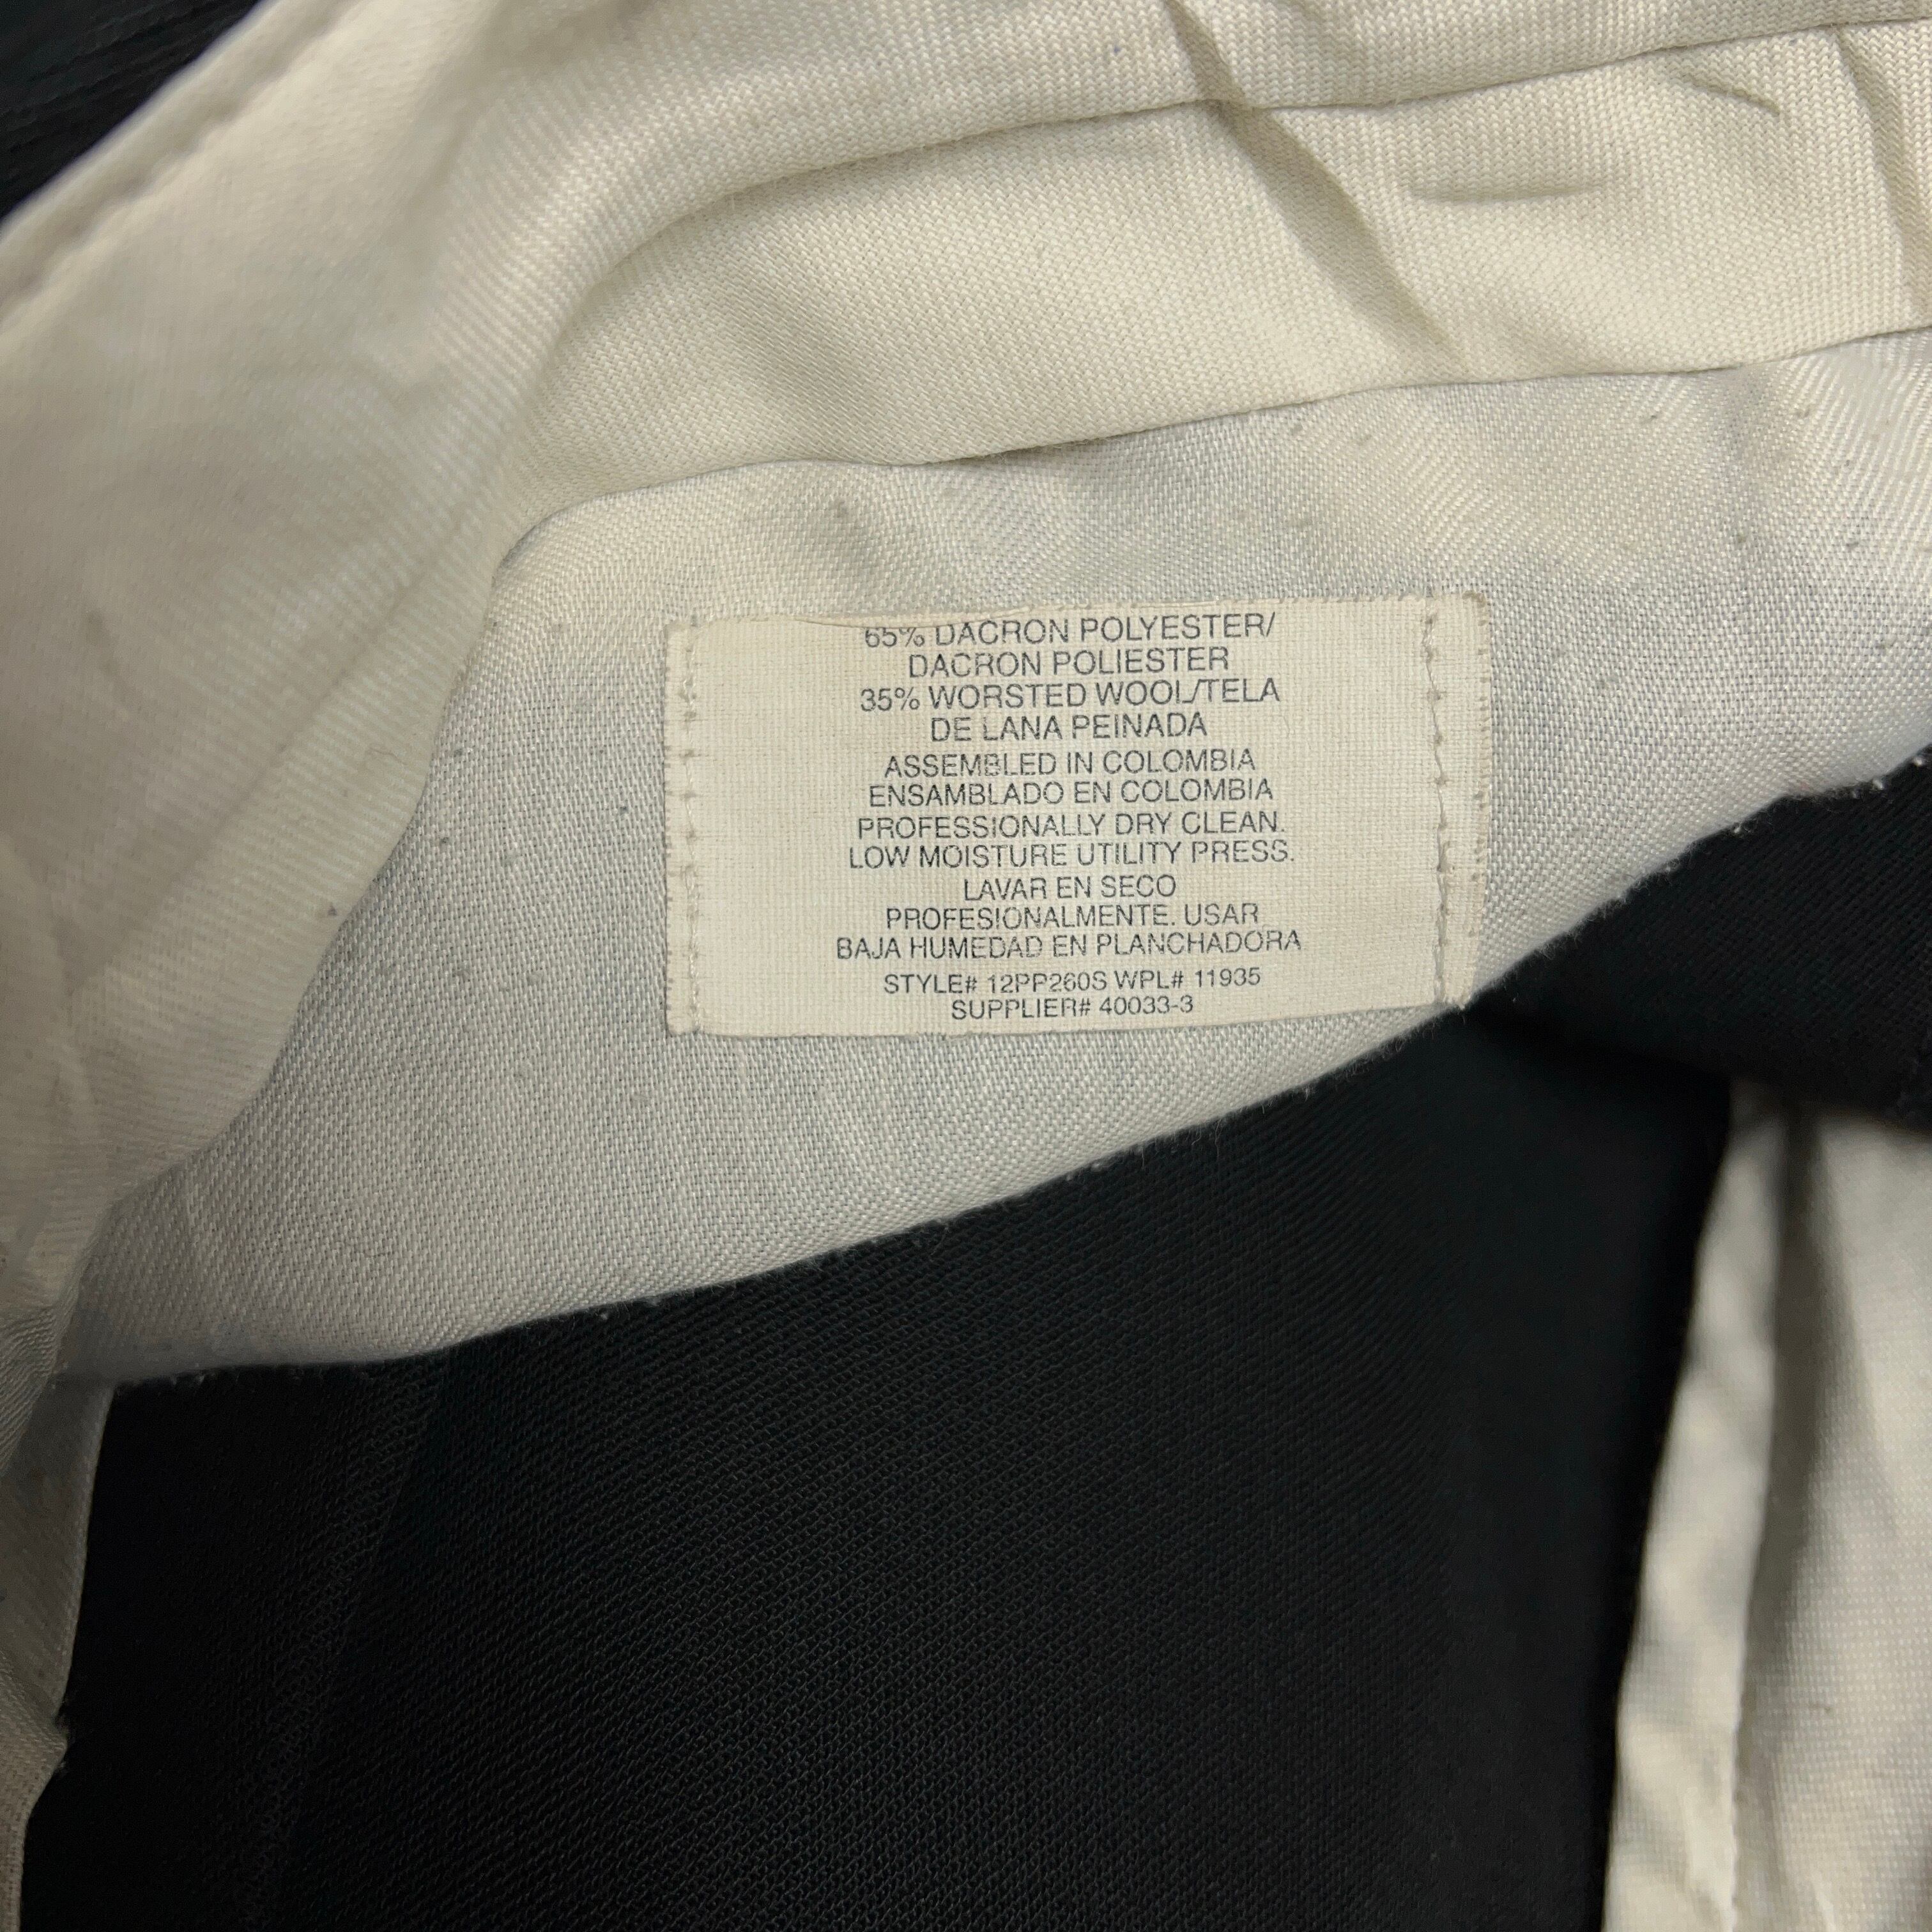 65% DACRON POLYESTER/
DACRON POLIESTER
35% WORSTED WOOL/TELA
DE LANA PEINADA
ASSEMBLED IN COLOMBIA
ENSAMBLADO EN COLOMBIA
PROFESSIONALLY DRY CLEAN.
LOW MOISTURE UTILITY PRESS.
LAVAR EN SECO
PROFESIONALMENTE. USAR
BAJA HUMEDAD EN PLANCHADORA
STYLE# 12PP260S WPL# 11935
SUPPLIER# 40033-3